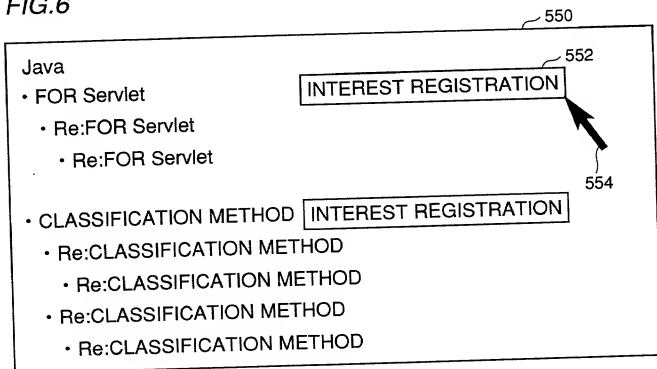 FIG.6
550
Java
552
• FOR Servlet
INTEREST REGISTRATION
• Re:FOR Servlet
• Re:FOR Servlet
554
• CLASSIFICATION METHOD INTEREST REGISTRATION
• Re:CLASSIFICATION METHOD
• Re:CLASSIFICATION METHOD
• Re:CLASSIFICATION METHOD
• Re:CLASSIFICATION METHOD